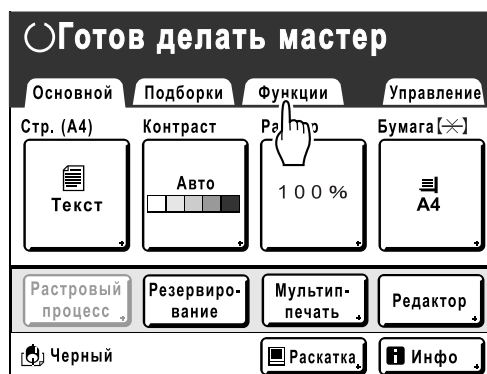 Готов делать мастер
Основной Подборки Функции Управление
Стр. (А4) Контраст Бумага
Текст Авто 100% A4
Растровый процесс
Резервиро-
вание
Мультип-
печать
Редактор
Черный Раскатка Инфо